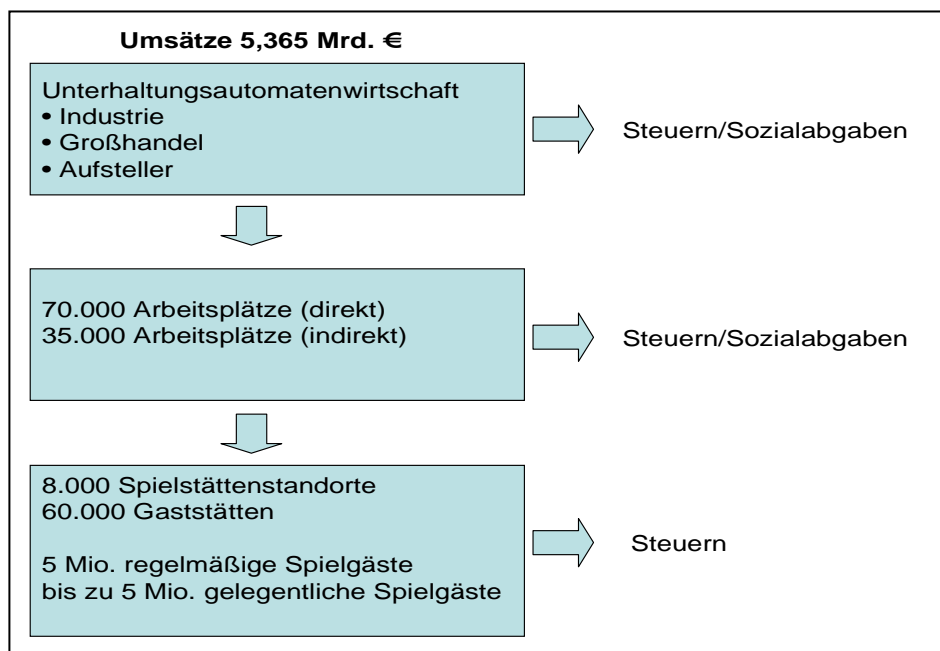 Umsätze 5,365 Mrd. €
Unterhaltungsautomatenwirtschaft
• Industrie
• Großhandel
• Aufsteller
Steuern/Sozialabgaben
70.000 Arbeitsplätze (direkt)
35.000 Arbeitsplätze (indirekt)
Steuern/Sozialabgaben
8.000 Spielstättenstandorte
60.000 Gaststätten
5 Mio. regelmäßige Spielgäste
bis zu 5 Mio. gelegentliche Spielgäste
Steuern